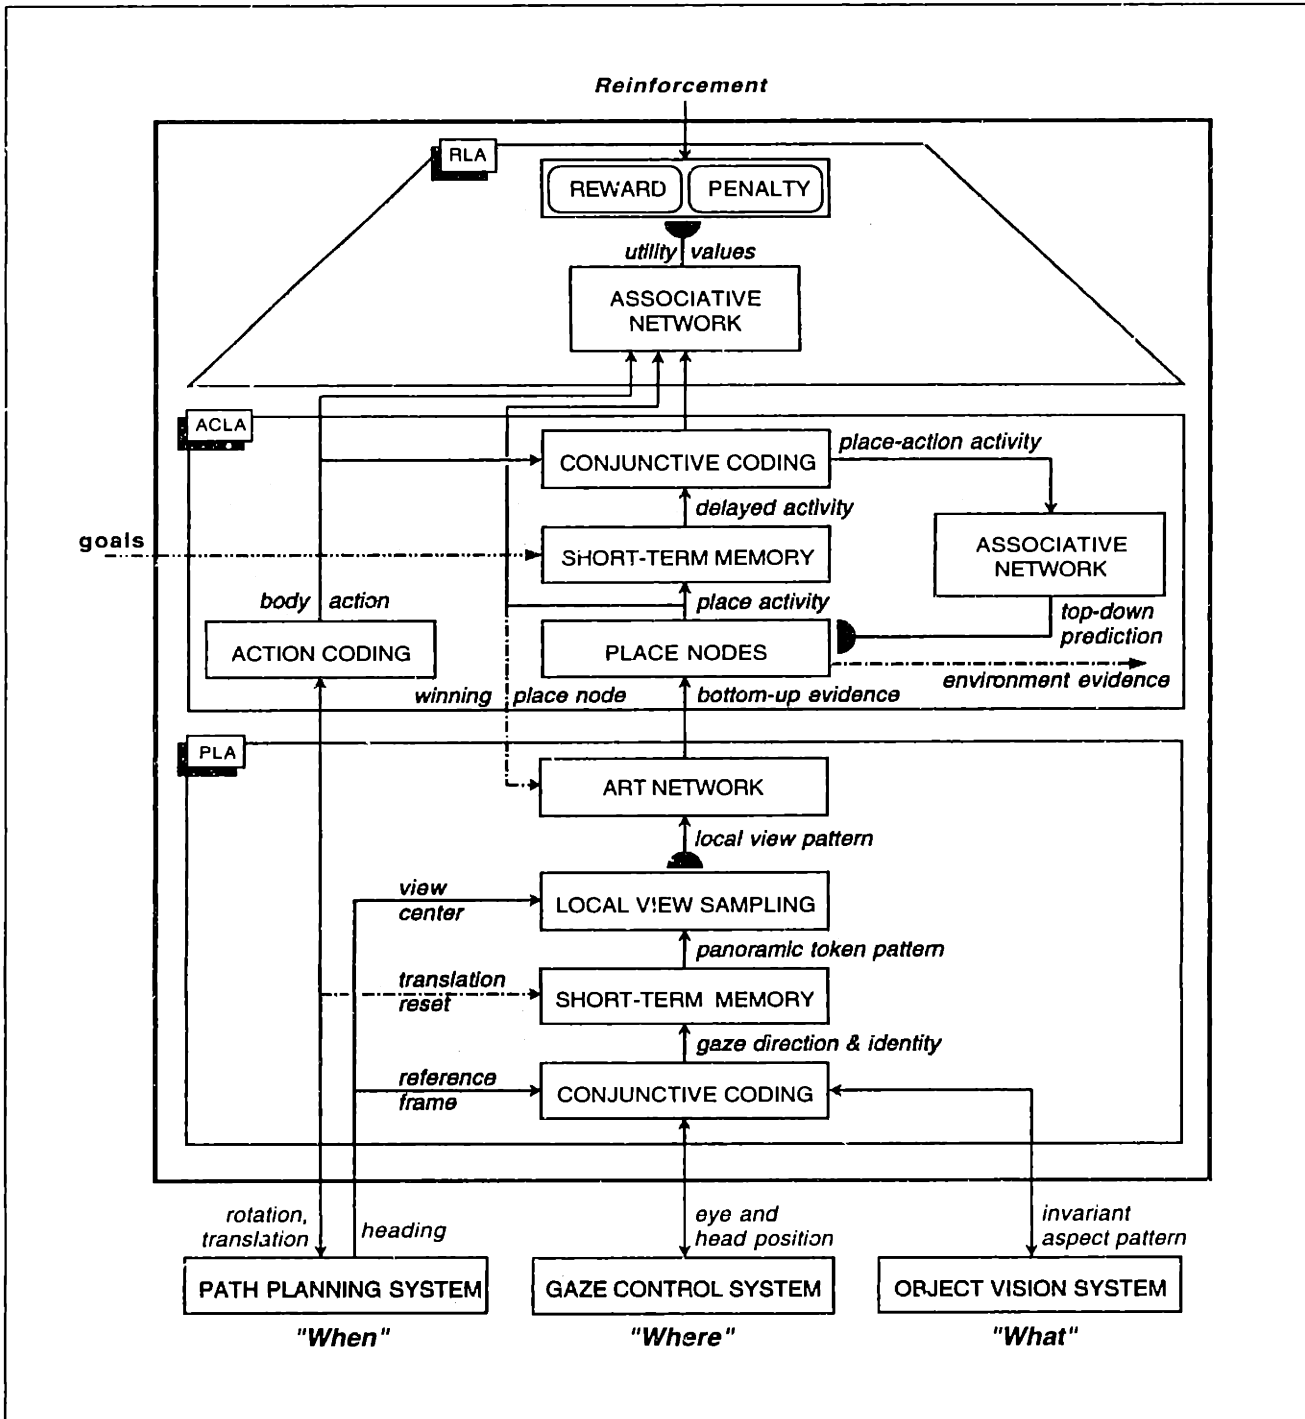 Reinforcement
RLA
REWARD
PENALTY
utility values
ASSOCIATIVE
NETWORK
ACLA
place-action activity
CONJUNCTIVE CODING
delayed activity
goals
SHORT-TERM MEMORY
ASSOCIATIVE
NETWORK
body action
place activity
top-down
prediction
ACTION CODING
PLACE NODES
environment evidence
winning place node
bottom-up evidence
PLA
ART NETWORK
local view pattern
view
center
LOCAL VIEW SAMPLING
panoramic token pattern
translation
reset
SHORT-TERM MEMORY
gaze direction & identity
reference
frame
CONJUNCTIVE CODING
rotation,
translation
heading
eye and
head position
invariant
aspect pattern
PATH PLANNING SYSTEM
GAZE CONTROL SYSTEM
OBJECT VISION SYSTEM
"When"
"Where"
"What"